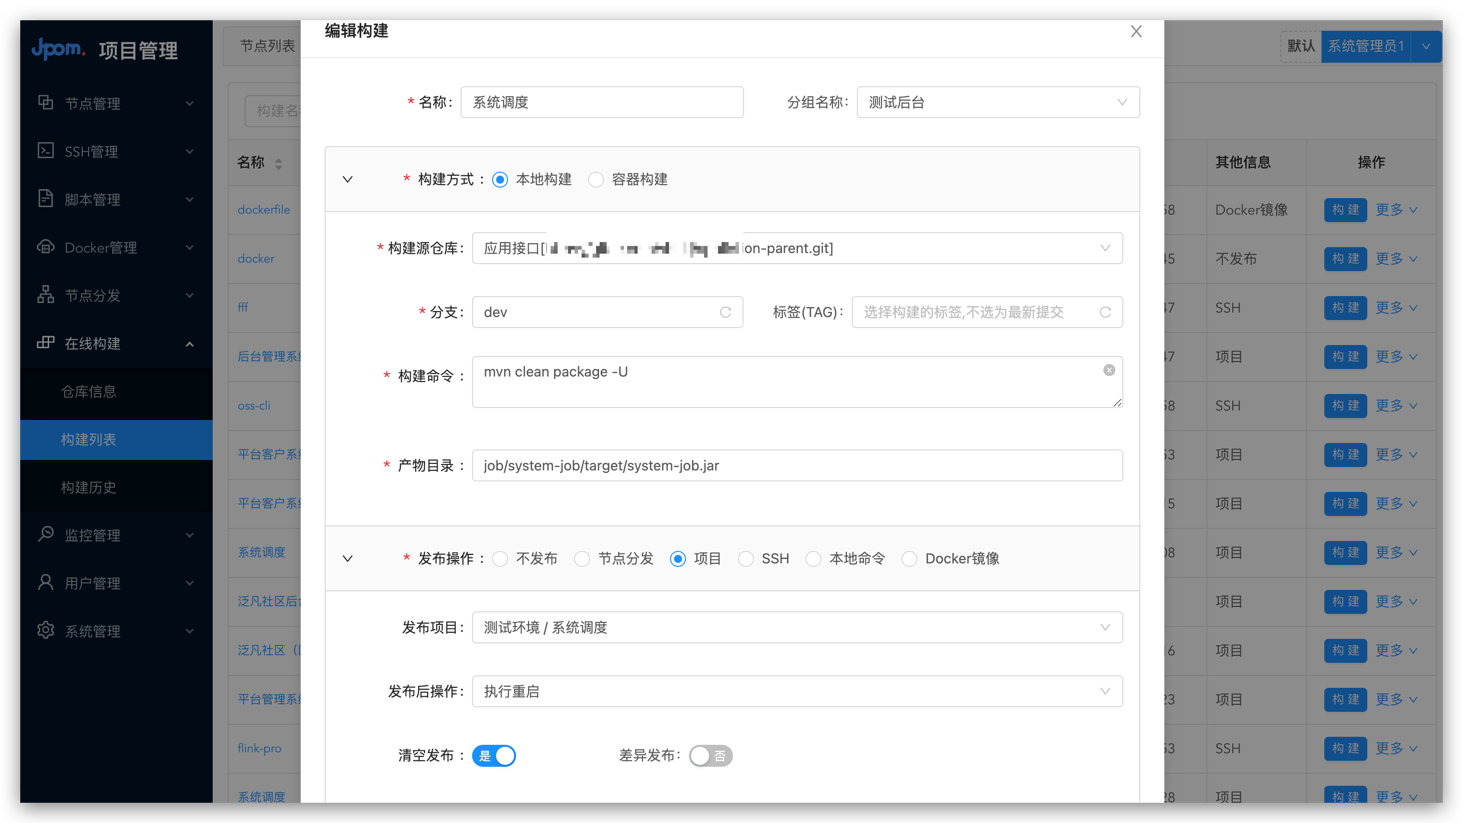 Jpom. 项目管理
节点管理
SSH管理
脚本管理
Docker管理
节点分发
在线构建
仓库信息
构建列表
构建历史
监控管理
用户管理
系统管理
节点列表
默认
系统管理员1
构建名
名称
其他信息
操作
dockerfile
58
Docker镜像
构建
更多
docker
45
不发布
构建
更多
fff
47
SSH
构建
更多
后台管理系
47
项目
构建
更多
oss-cli
58
SSH
构建
更多
平台客户系
53
项目
构建
更多
平台客户系
5
项目
构建
更多
系统调度
08
项目
构建
更多
泛凡社区后
项目
构建
更多
泛凡社区（
6
项目
构建
更多
平台管理系
23
项目
构建
更多
flink-pro
53
SSH
构建
更多
系统调度
28
项目
构建
更多
编辑构建
* 名称: 系统调度
分组名称: 测试后台
* 构建方式 : 本地构建 容器构建
* 构建源仓库: 应用接口[ ion-parent.git]
* 分支: dev
标签(TAG): 选择构建的标签,不选为最新提交
* 构建命令 : mvn clean package -U
* 产物目录 : job/system-job/target/system-job.jar
* 发布操作 : 不发布 节点分发 项目 SSH 本地命令 Docker镜像
发布项目: 测试环境 / 系统调度
发布后操作: 执行重启
清空发布 : 是
差异发布: 否